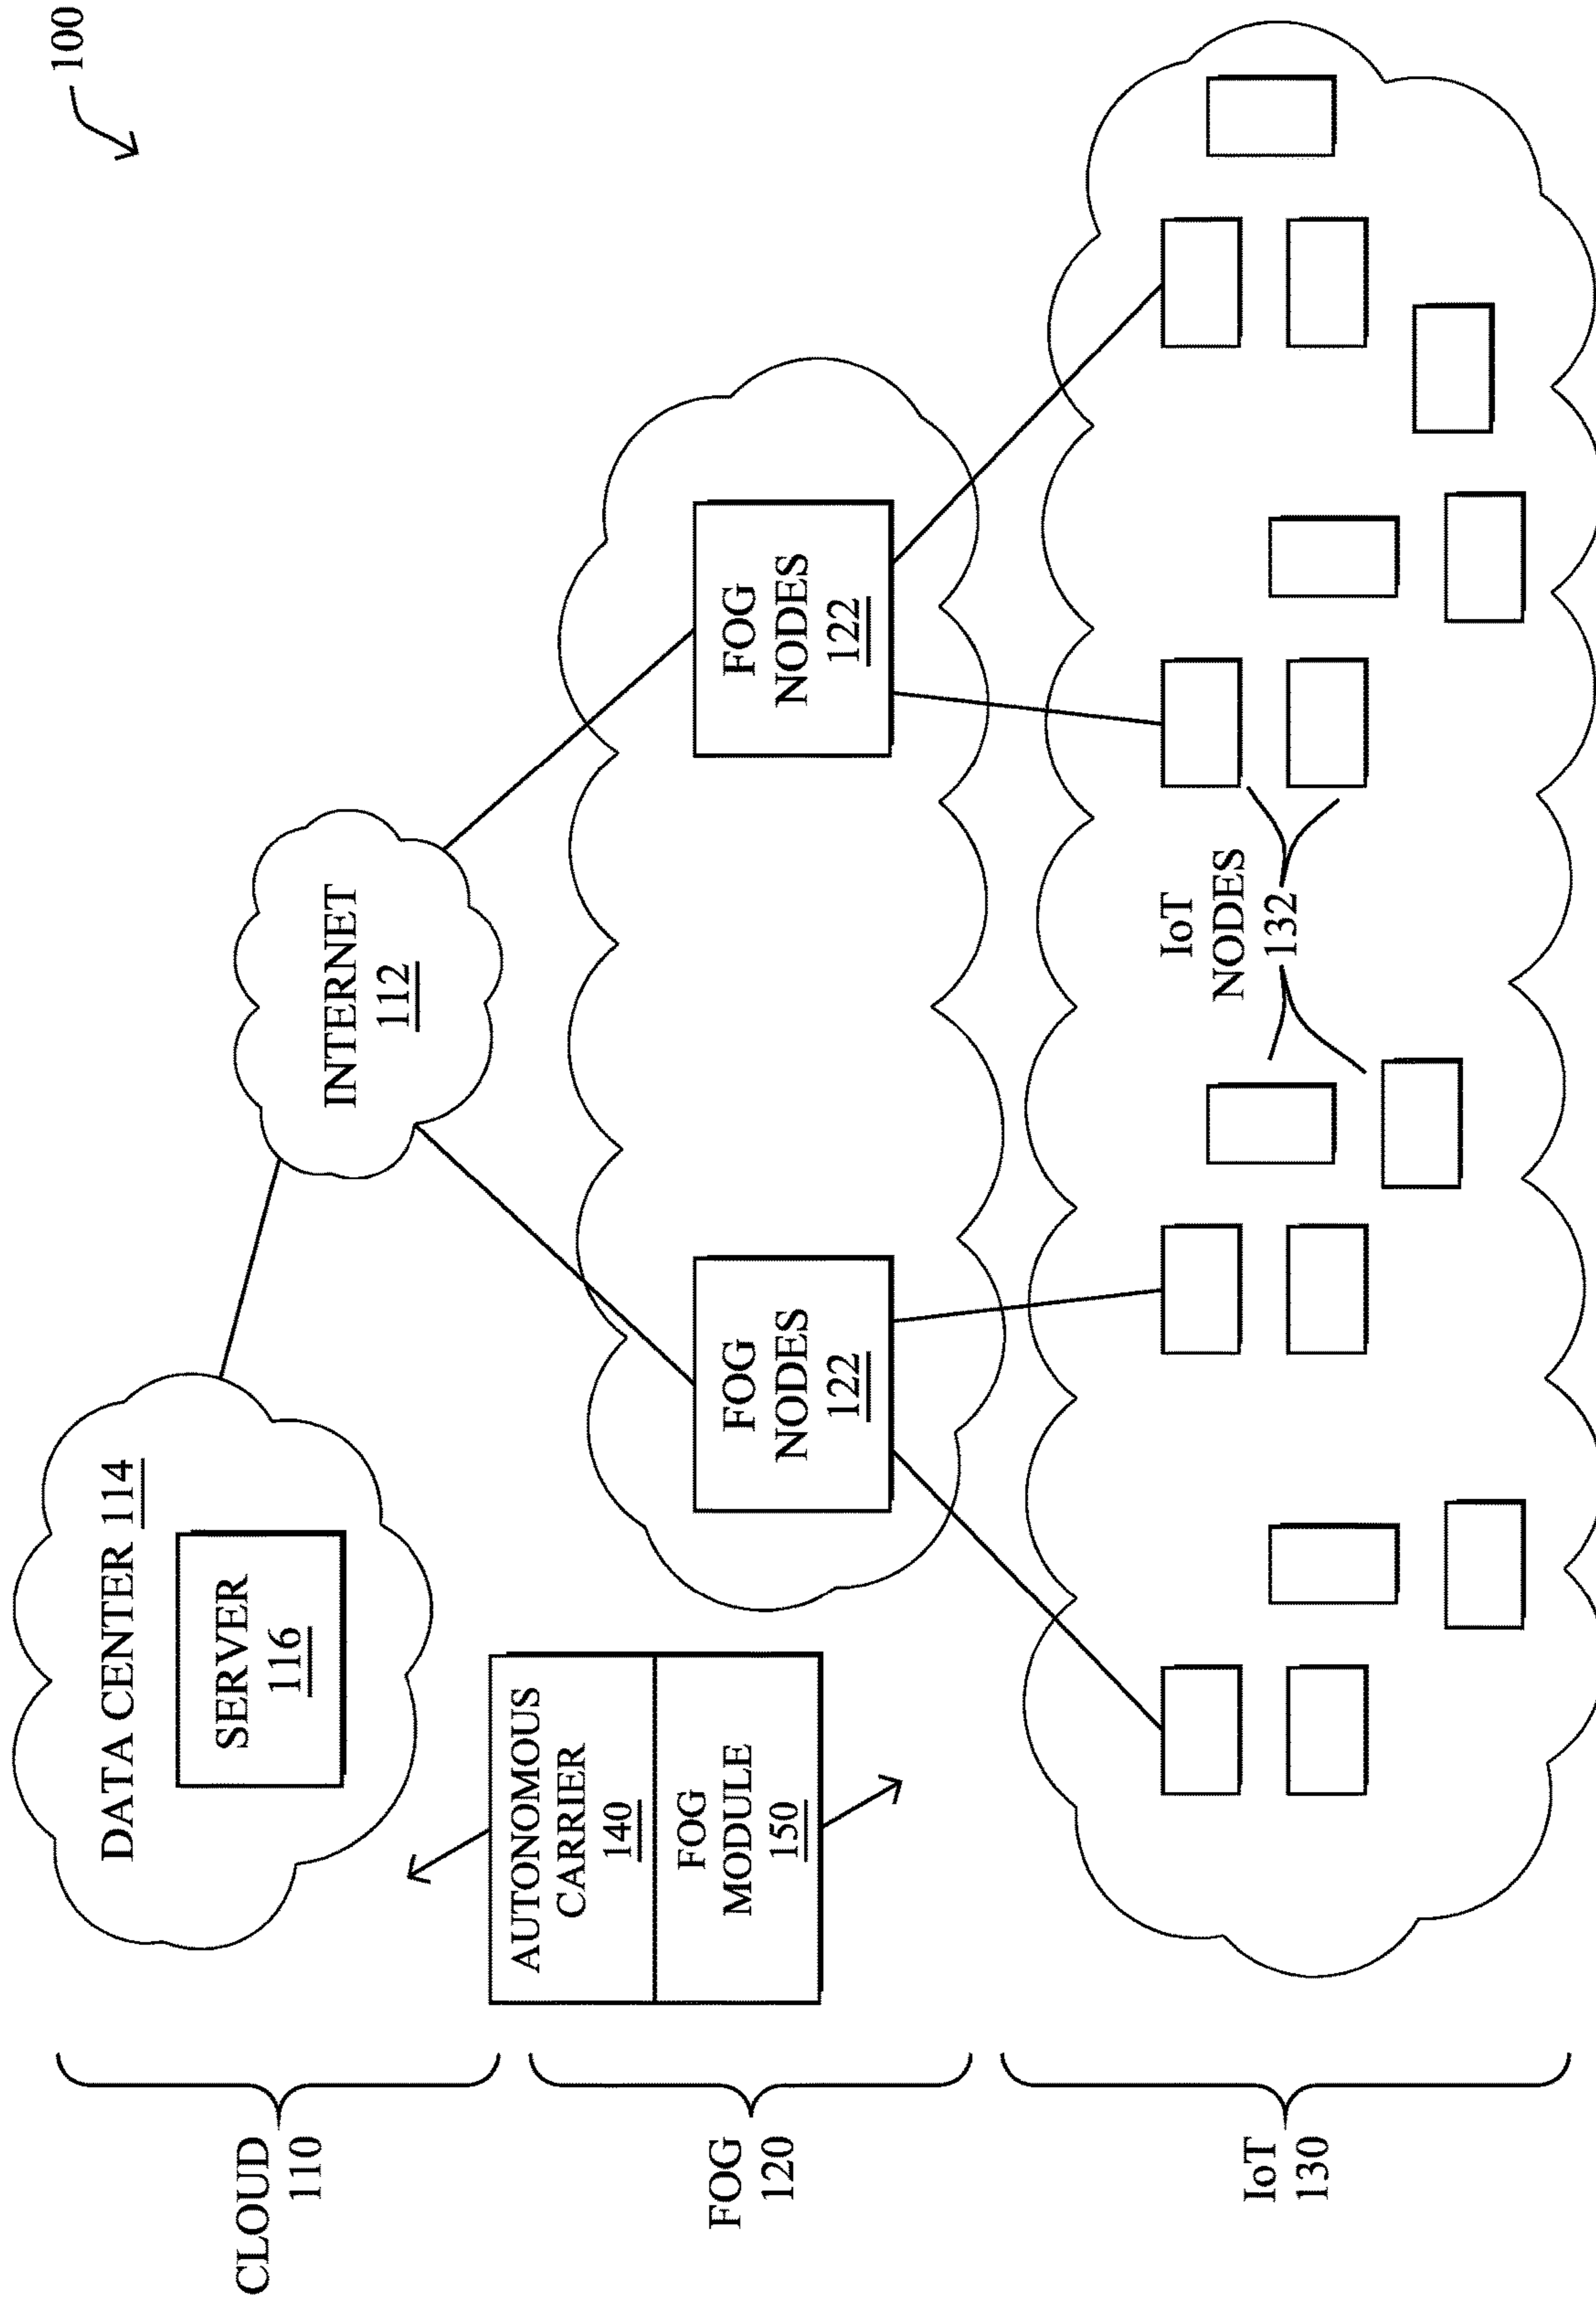 100
CLOUD
110
DATA CENTER 114
SERVER
116
INTERNET
112
FOG
120
AUTONOMOUS
CARRIER
140
FOG
MODULE
150
FOG
NODES
122
FOG
NODES
122
IoT
130
IoT
NODES
132